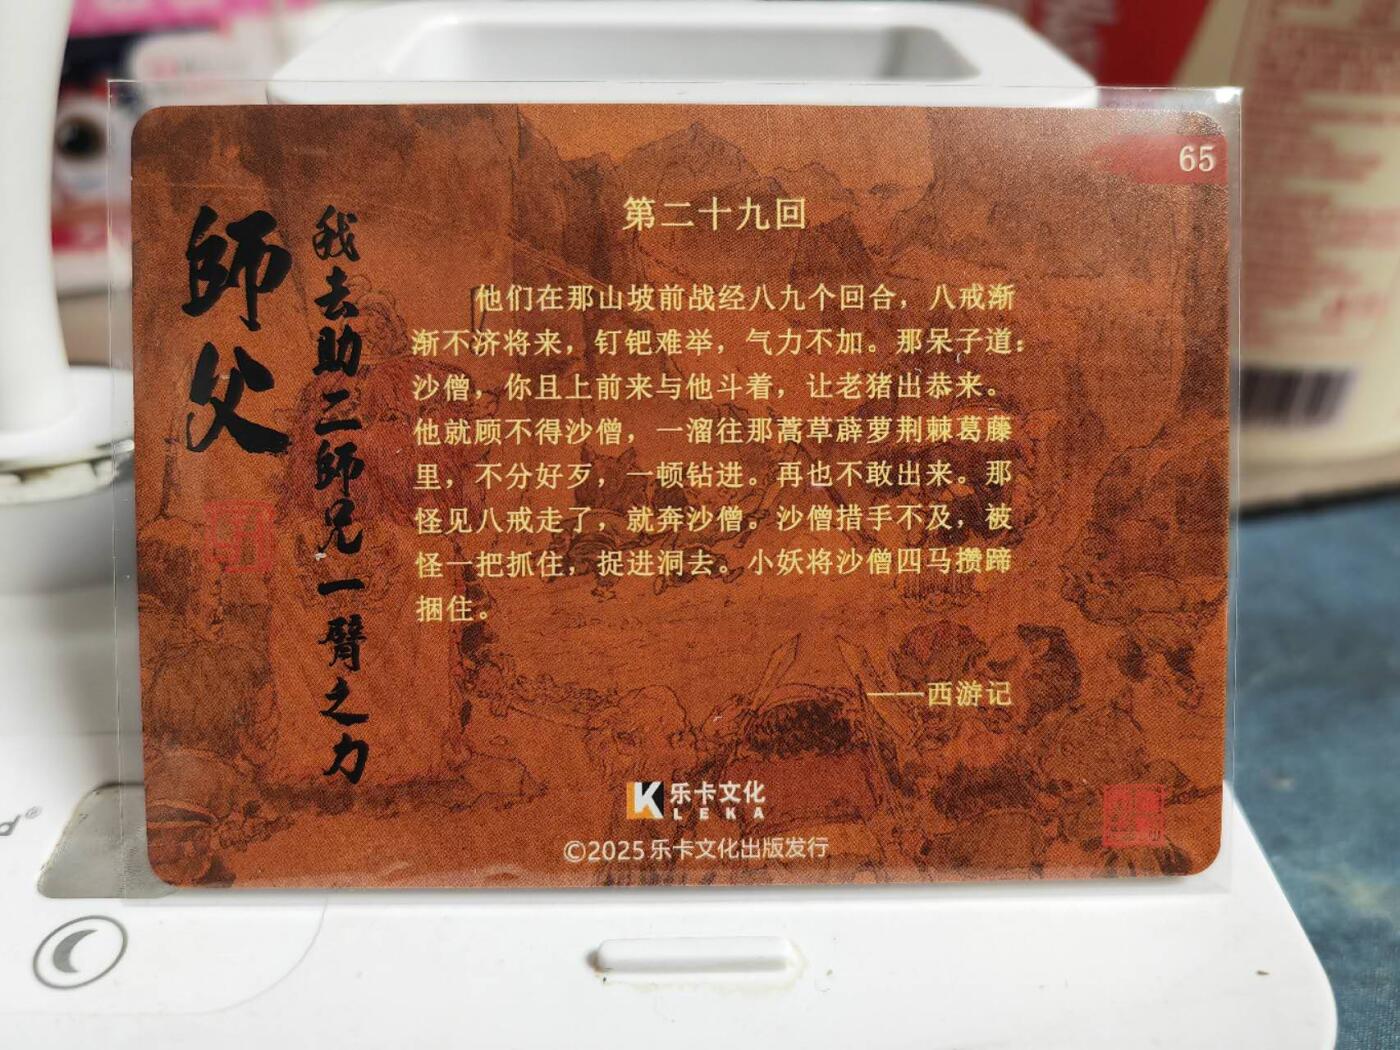 65
師父
我去助二師兄一臂之力
第二十九回
他们在那山坡前战经八九个回合，八戒渐
渐不济将来，钉钯难举，气力不加。那呆子道：
沙僧，你且上前来与他斗着，让老猪出恭来。
他就顾不得沙僧，一溜往那蒿草薜萝荆棘葛藤
里，不分好歹，一顿钻进。再也不敢出来。那
怪见八戒走了，就奔沙僧。沙僧措手不及，被
怪一把抓住，捉进洞去。小妖将沙僧四马攒蹄
捆住。
——西游记
乐卡文化
LEKA
©2025乐卡文化出版发行